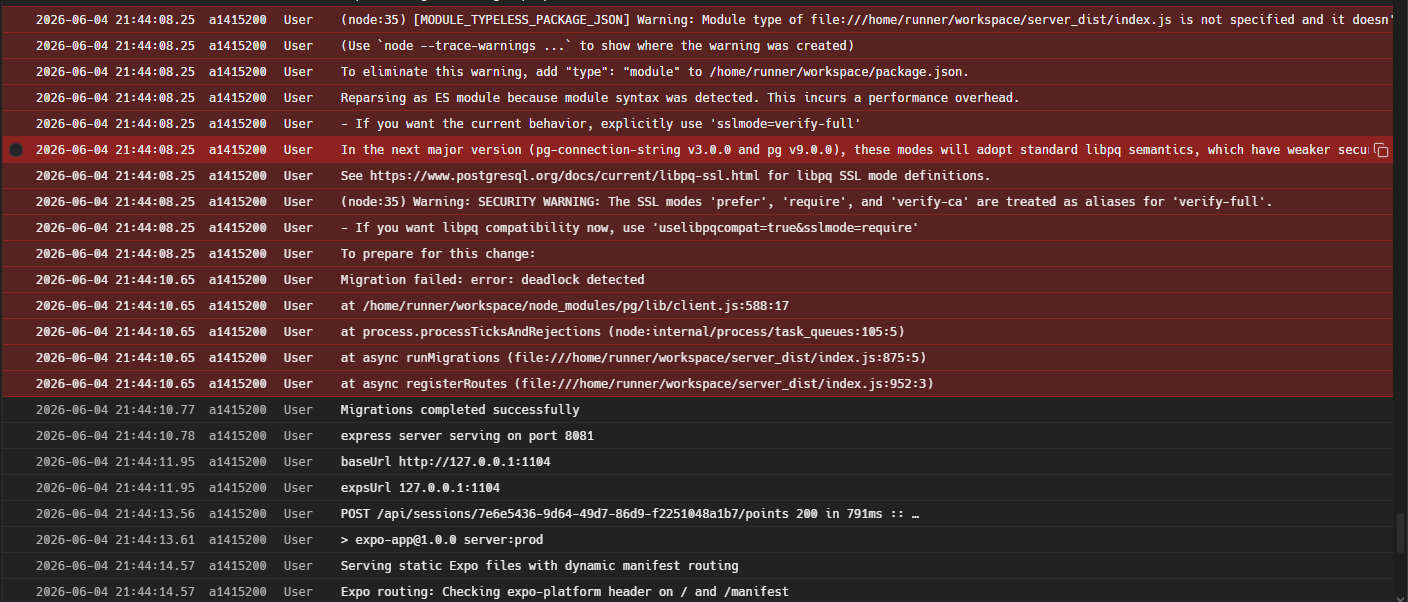 2026-06-04 21:44:08.25 a1415200 User (node:35) [MODULE_TYPELESS_PACKAGE_JSON] Warning: Module type of file:///home/runner/workspace/server_dist/index.js is not specified and it doesn'
2026-06-04 21:44:08.25 a1415200 User (Use `node --trace-warnings ...` to show where the warning was created)
2026-06-04 21:44:08.25 a1415200 User To eliminate this warning, add "type": "module" to /home/runner/workspace/package.json.
2026-06-04 21:44:08.25 a1415200 User Reparsing as ES module because module syntax was detected. This incurs a performance overhead.
2026-06-04 21:44:08.25 a1415200 User - If you want the current behavior, explicitly use 'sslmode=verify-full'
2026-06-04 21:44:08.25 a1415200 User In the next major version (pg-connection-string v3.0.0 and pg v9.0.0), these modes will adopt standard libpq semantics, which have weaker secu
2026-06-04 21:44:08.25 a1415200 User See https://www.postgresql.org/docs/current/libpq-ssl.html for libpq SSL mode definitions.
2026-06-04 21:44:08.25 a1415200 User (node:35) Warning: SECURITY WARNING: The SSL modes 'prefer', 'require', and 'verify-ca' are treated as aliases for 'verify-full'.
2026-06-04 21:44:08.25 a1415200 User - If you want libpq compatibility now, use 'uselibpqcompat=true&sslmode=require'
2026-06-04 21:44:08.25 a1415200 User To prepare for this change:
2026-06-04 21:44:10.65 a1415200 User Migration failed: error: deadlock detected
2026-06-04 21:44:10.65 a1415200 User at /home/runner/workspace/node_modules/pg/lib/client.js:588:17
2026-06-04 21:44:10.65 a1415200 User at process.processTicksAndRejections (node:internal/process/task_queues:105:5)
2026-06-04 21:44:10.65 a1415200 User at async runMigrations (file:///home/runner/workspace/server_dist/index.js:875:5)
2026-06-04 21:44:10.65 a1415200 User at async registerRoutes (file:///home/runner/workspace/server_dist/index.js:952:3)
2026-06-04 21:44:10.77 a1415200 User Migrations completed successfully
2026-06-04 21:44:10.78 a1415200 User express server serving on port 8081
2026-06-04 21:44:11.95 a1415200 User baseUrl http://127.0.0.1:1104
2026-06-04 21:44:11.95 a1415200 User expsUrl 127.0.0.1:1104
2026-06-04 21:44:13.56 a1415200 User POST /api/sessions/7e6e5436-9d64-49d7-86d9-f2251048a1b7/points 200 in 791ms :: …
2026-06-04 21:44:13.61 a1415200 User > expo-app@1.0.0 server:prod
2026-06-04 21:44:14.57 a1415200 User Serving static Expo files with dynamic manifest routing
2026-06-04 21:44:14.57 a1415200 User Expo routing: Checking expo-platform header on / and /manifest